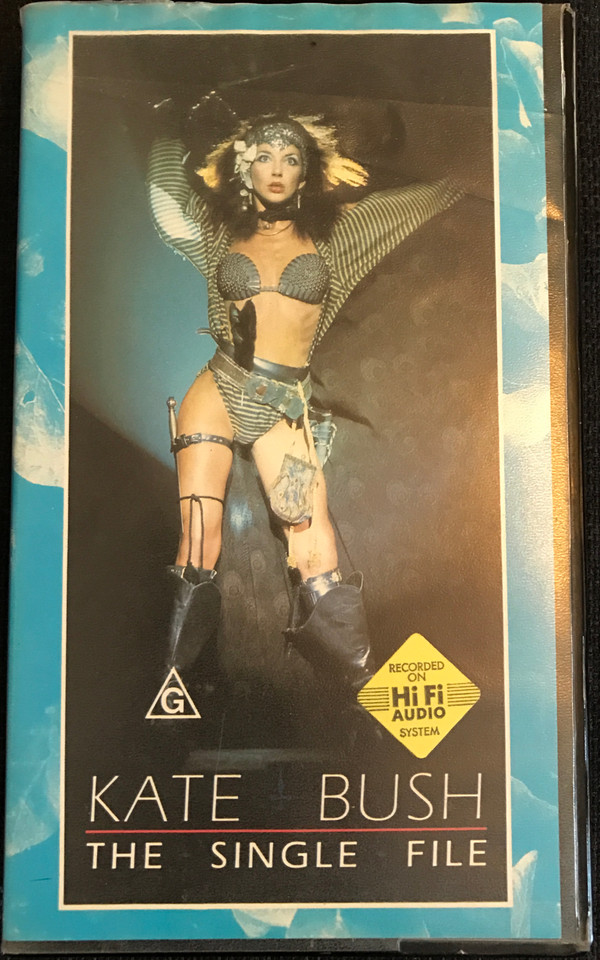 G
RECORDED
ON
Hi Fi
AUDIO
SYSTEM
KATE BUSH
THE SINGLE FILE